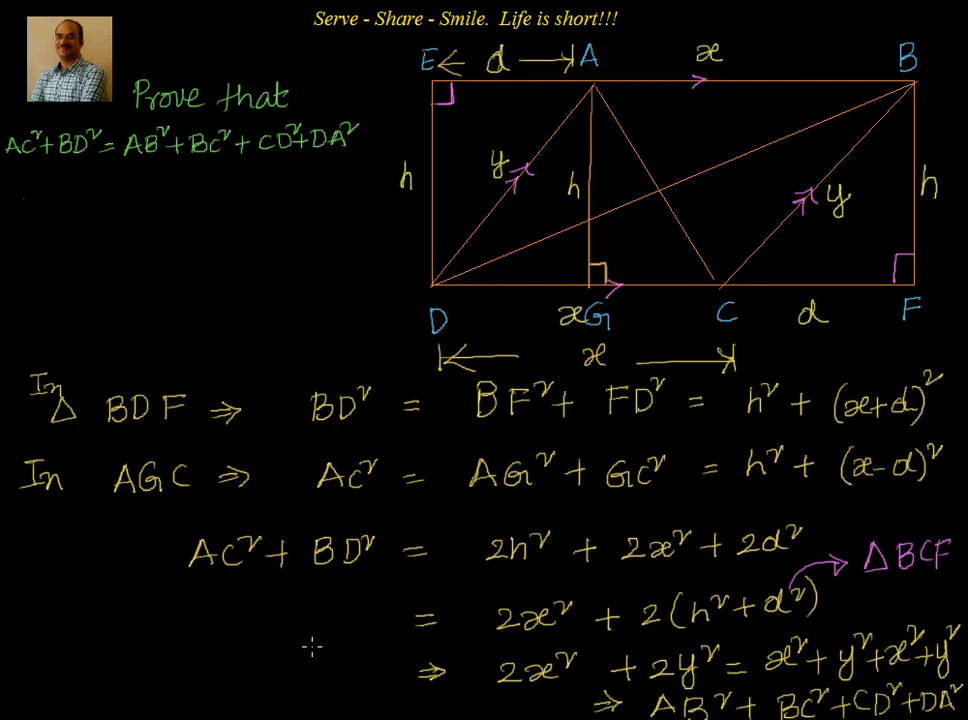 Serve - Share - Smile. Life is short!!!
E d A x B
Prove that
AC²+BD² = AB²+BC²+CD²+DA²
h y h y h
D xG C d F
x
In
Δ BDF ⇒ BD² = BF² + FD² = h² + (x+d)²
In AGC ⇒ AC² = AG² + GC² = h² + (x-d)²
AC² + BD² = 2h² + 2x² + 2d²
→ Δ BCF
= 2x² + 2(h²+d²)
⇒ 2x² + 2y² = x²+y²+x²+y²
⇒ AB² + BC²+CD²+DA²